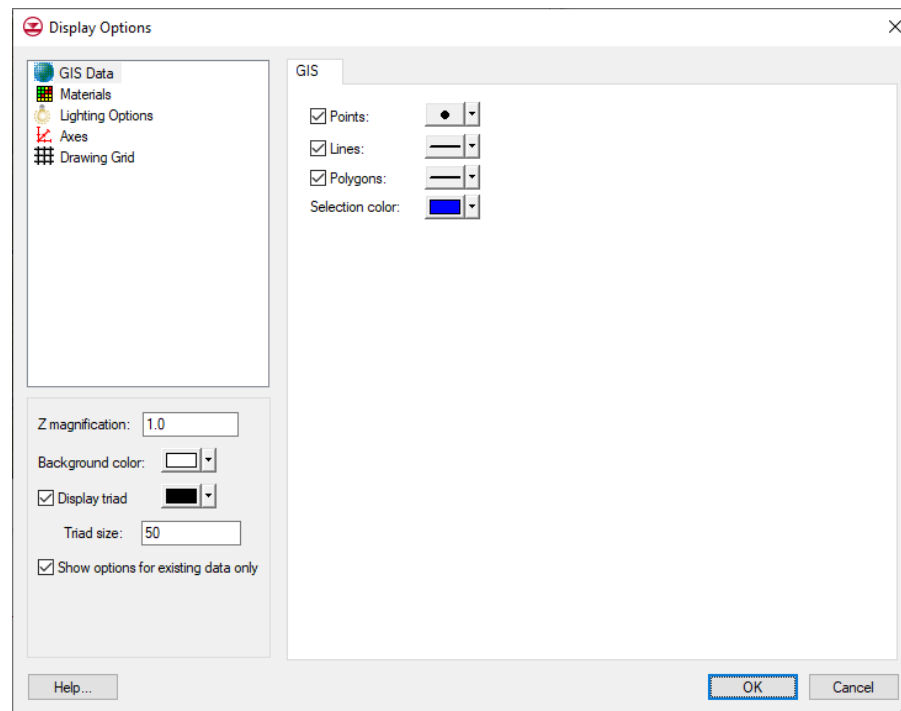 Display Options
GIS Data
Materials
Lighting Options
Axes
Drawing Grid
GIS
Points:
Lines:
Polygons:
Selection color:
Z magnification: 1.0
Background color:
Display triad
Triad size: 50
Show options for existing data only
Help...
OK
Cancel